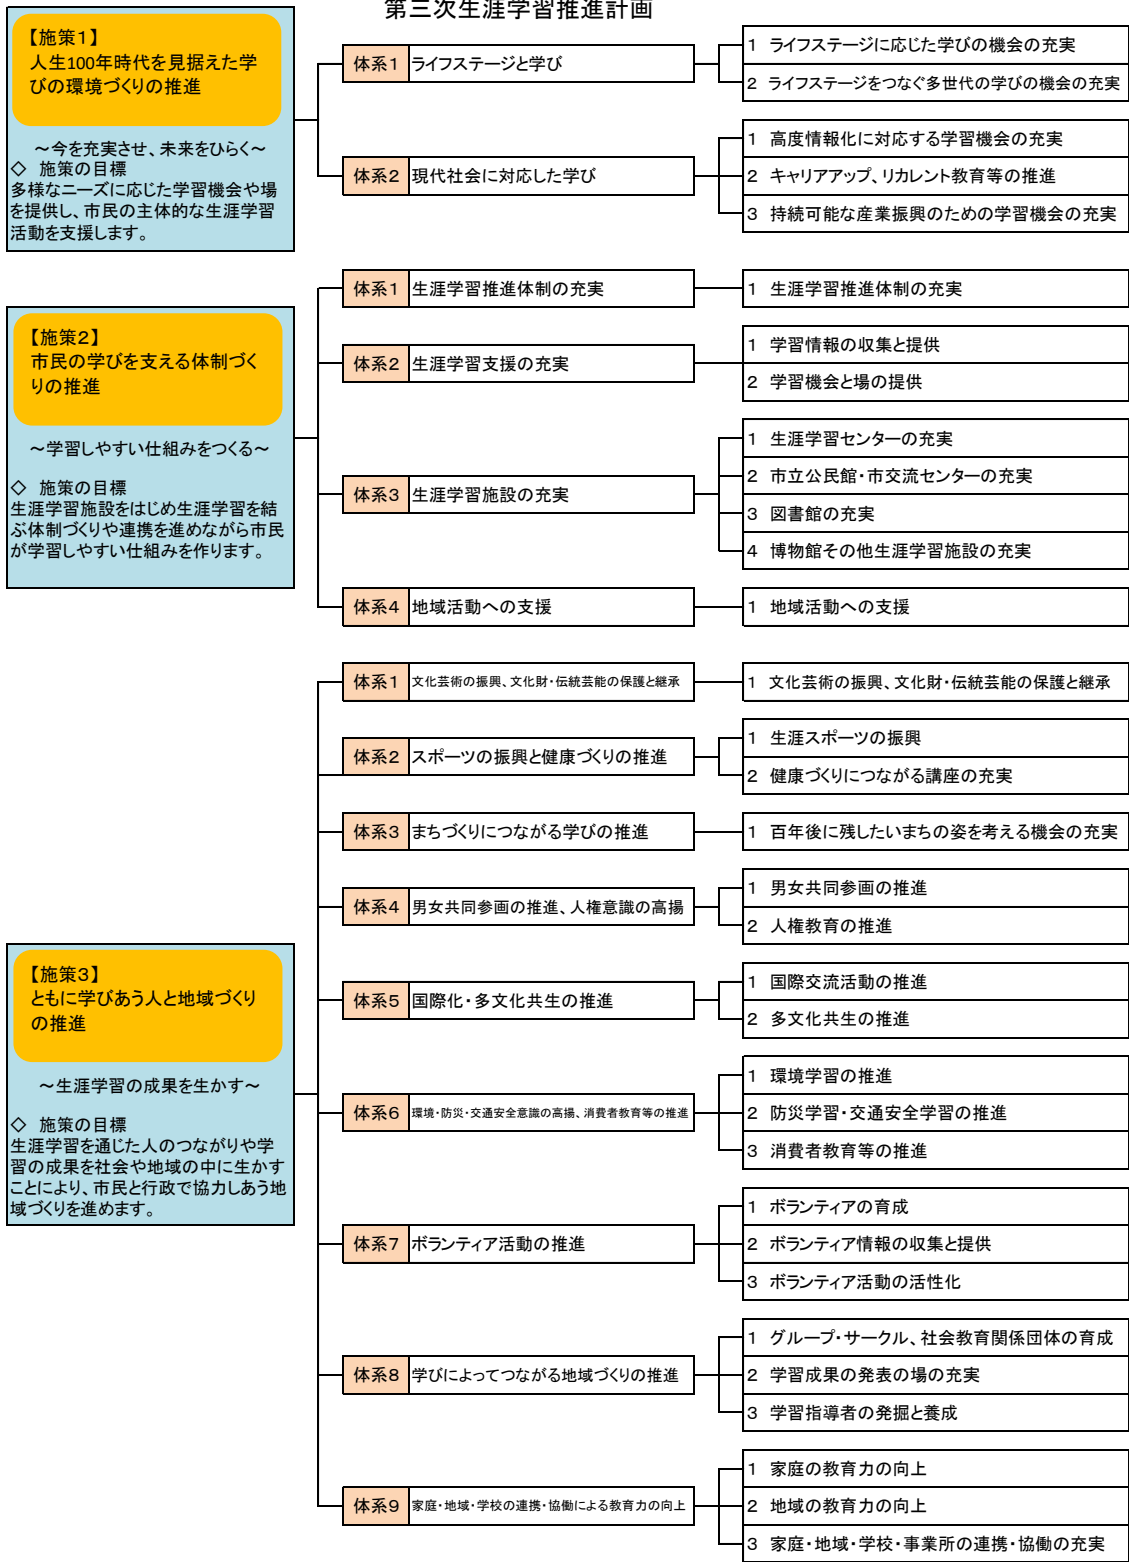 第三次生涯学習推進計画
【施策1】
人生100年時代を見据えた学
びの環境づくりの推進
～今を充実させ、未来をひらく～
◇ 施策の目標
多様なニーズに応じた学習機会や場
を提供し、市民の主体的な生涯学習
活動を支援します。
体系1 ライフステージと学び
1 ライフステージに応じた学びの機会の充実
2 ライフステージをつなぐ多世代の学びの機会の充実
体系2 現代社会に対応した学び
1 高度情報化に対応する学習機会の充実
2 キャリアアップ、リカレント教育等の推進
3 持続可能な産業振興のための学習機会の充実
【施策2】
市民の学びを支える体制づく
りの推進
～学習しやすい仕組みをつくる～
◇ 施策の目標
生涯学習施設をはじめ生涯学習を結
ぶ体制づくりや連携を進めながら市民
が学習しやすい仕組みを作ります。
体系1 生涯学習推進体制の充実
1 生涯学習推進体制の充実
体系2 生涯学習支援の充実
1 学習情報の収集と提供
2 学習機会と場の提供
体系3 生涯学習施設の充実
1 生涯学習センターの充実
2 市立公民館・市交流センターの充実
3 図書館の充実
4 博物館その他生涯学習施設の充実
体系4 地域活動への支援
1 地域活動への支援
【施策3】
ともに学びあう人と地域づくり
の推進
～生涯学習の成果を生かす～
◇ 施策の目標
生涯学習を通じた人のつながりや学
習の成果を社会や地域の中に生かす
ことにより、市民と行政で協力しあう地
域づくりを進めます。
体系1 文化芸術の振興、文化財・伝統芸能の保護と継承
1 文化芸術の振興、文化財・伝統芸能の保護と継承
体系2 スポーツの振興と健康づくりの推進
1 生涯スポーツの振興
2 健康づくりにつながる講座の充実
体系3 まちづくりにつながる学びの推進
1 百年後に残したいまちの姿を考える機会の充実
体系4 男女共同参画の推進、人権意識の高揚
1 男女共同参画の推進
2 人権教育の推進
体系5 国際化・多文化共生の推進
1 国際交流活動の推進
2 多文化共生の推進
体系6 環境・防災・交通安全意識の高揚、消費者教育等の推進
1 環境学習の推進
2 防災学習・交通安全学習の推進
3 消費者教育等の推進
体系7 ボランティア活動の推進
1 ボランティアの育成
2 ボランティア情報の収集と提供
3 ボランティア活動の活性化
体系8 学びによってつながる地域づくりの推進
1 グループ・サークル、社会教育関係団体の育成
2 学習成果の発表の場の充実
3 学習指導者の発掘と養成
体系9 家庭・地域・学校の連携・協働による教育力の向上
1 家庭の教育力の向上
2 地域の教育力の向上
3 家庭・地域・学校・事業所の連携・協働の充実